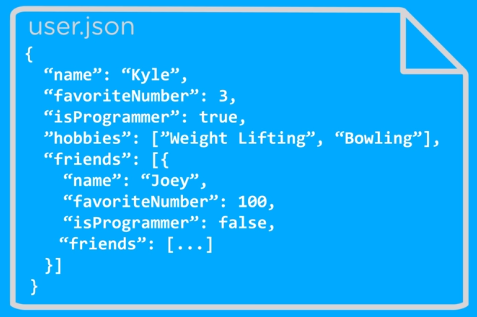 user.json
{
“name”: “Kyle”,
“favoriteNumber”: 3,
“isProgrammer”: true,
”hobbies”: [”Weight Lifting”, “Bowling”],
“friends”: [{
“name”: “Joey”,
“favoriteNumber”: 100,
“isProgrammer”: false,
“friends”: [...]
}]
}